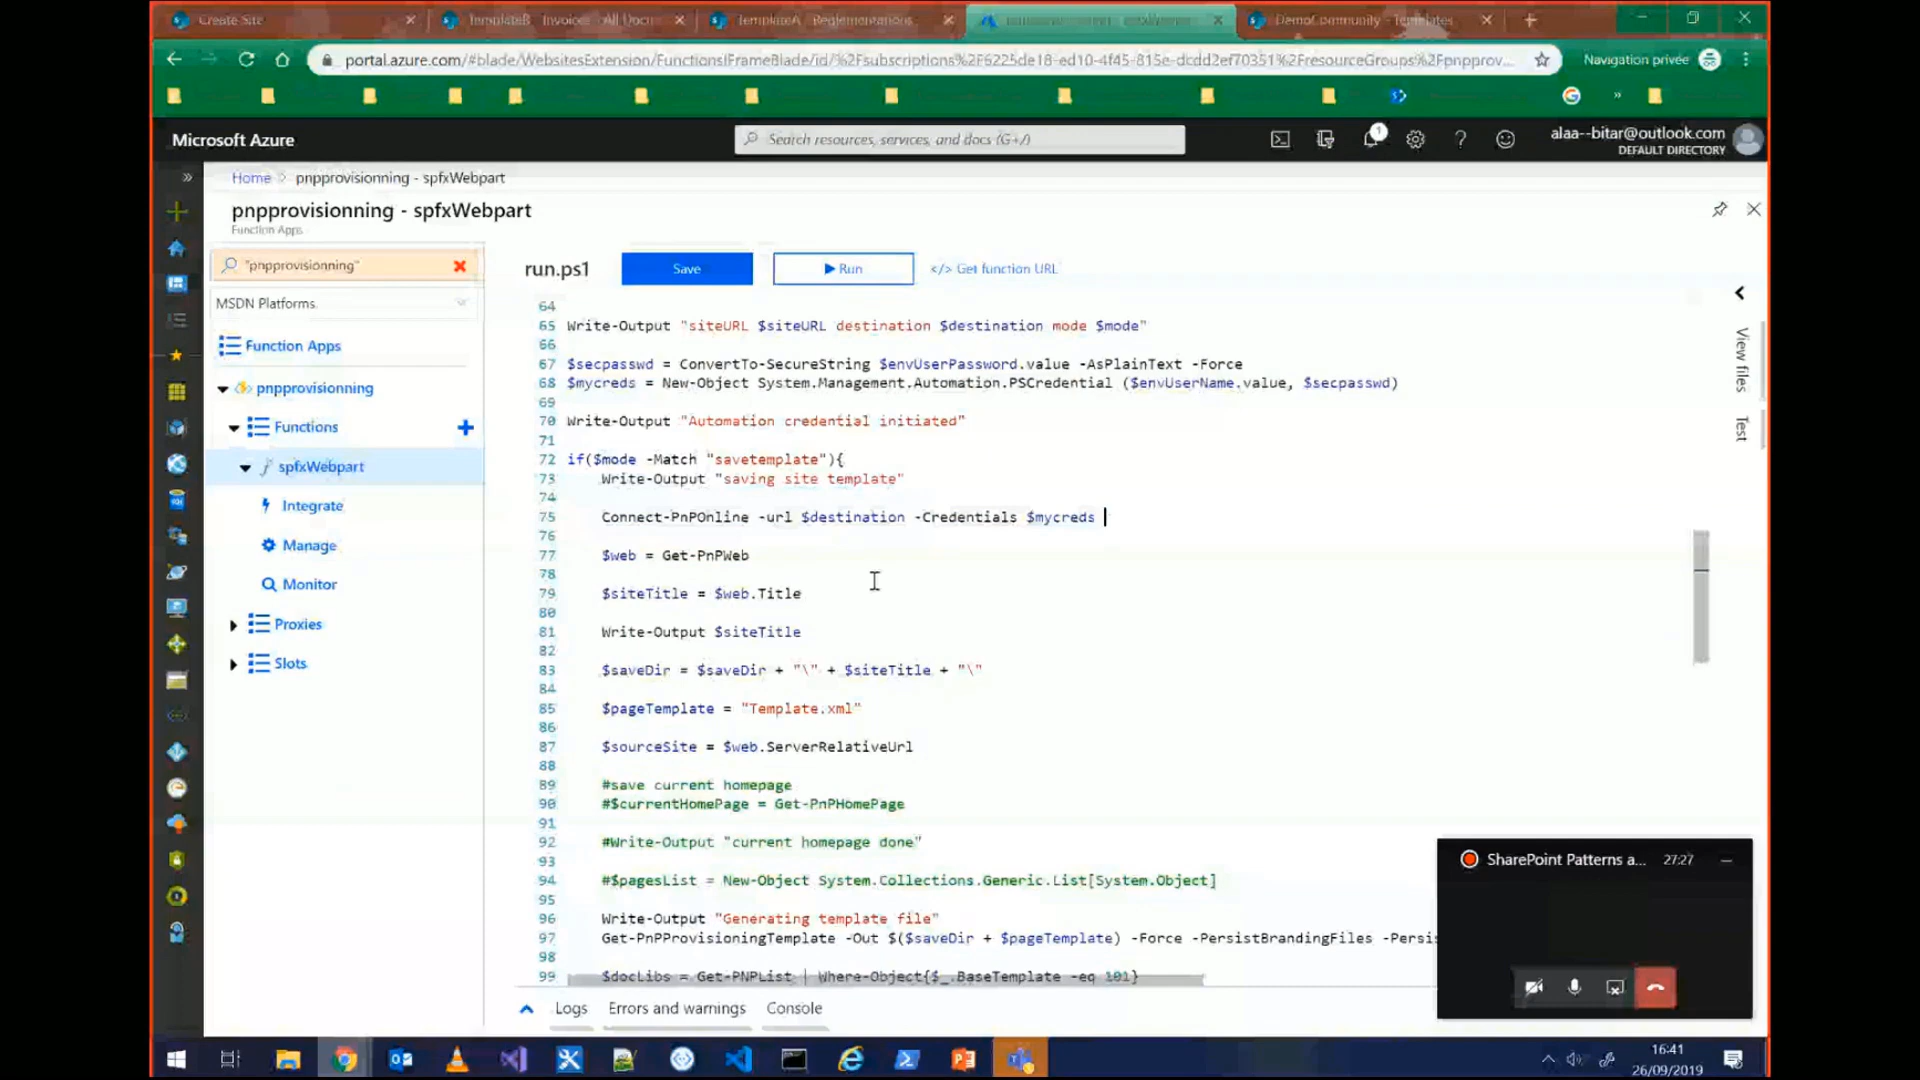 Create Site
TemplateB Invoices - All Docu
TemplateA Reglementations
DemoCommunity - Templates
portal.azure.com/#blade/WebsitesExtension/FunctionsIFrameBlade/id/%2Fsubscriptions%2F6225de18-ed10-4f45-815e-dcdd2ef70351%2FresourceGroups%2Fpnpprov...
Navigation privée
Microsoft Azure
Search resources, services, and docs (G+/)
1
alaa--bitar@outlook.com
DEFAULT DIRECTORY
Home > pnpprovisionning - spfxWebpart
pnpprovisionning - spfxWebpart
Function Apps
"pnpprovisionning"
MSDN Platforms
Function Apps
pnpprovisionning
Functions
spfxWebpart
Integrate
Manage
Monitor
Proxies
Slots
run.ps1
Save
Run
</> Get function URL
View files
Test
64
65 Write-Output "siteURL $siteURL destination $destination mode $mode"
66
67 $secpasswd = ConvertTo-SecureString $envUserPassword.value -AsPlainText -Force
68 $mycreds = New-Object System.Management.Automation.PSCredential ($envUserName.value, $secpasswd)
69
70 Write-Output "Automation credential initiated"
71
72 if($mode -Match "savetemplate"){
73 Write-Output "saving site template"
74
75 Connect-PnPOnline -url $destination -Credentials $mycreds
76
77 $web = Get-PnPWeb
78
79 $siteTitle = $web.Title
80
81 Write-Output $siteTitle
82
83 $saveDir = $saveDir + "\" + $siteTitle + "\"
84
85 $pageTemplate = "Template.xml"
86
87 $sourceSite = $web.ServerRelativeUrl
88
89 #save current homepage
90 #$currentHomePage = Get-PnPHomePage
91
92 #Write-Output "current homepage done"
93
94 #$pagesList = New-Object System.Collections.Generic.List[System.Object]
95
96 Write-Output "Generating template file"
97 Get-PnPProvisioningTemplate -Out $($saveDir + $pageTemplate) -Force -PersistBrandingFiles -Persi
98
99 $docLibs = Get-PNPList | Where-Object{$_.BaseTemplate -eq 101}
Logs
Errors and warnings
Console
SharePoint Patterns a...
27:27
16:41
26/09/2019